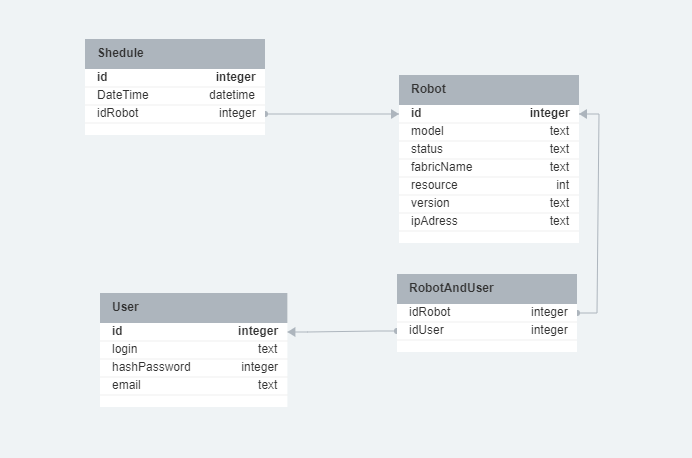 Shedule
id integer
DateTime datetime
idRobot integer
Robot
id integer
model text
status text
fabricName text
resource int
version text
ipAdress text
User
id integer
login text
hashPassword integer
email text
RobotAndUser
idRobot integer
idUser integer